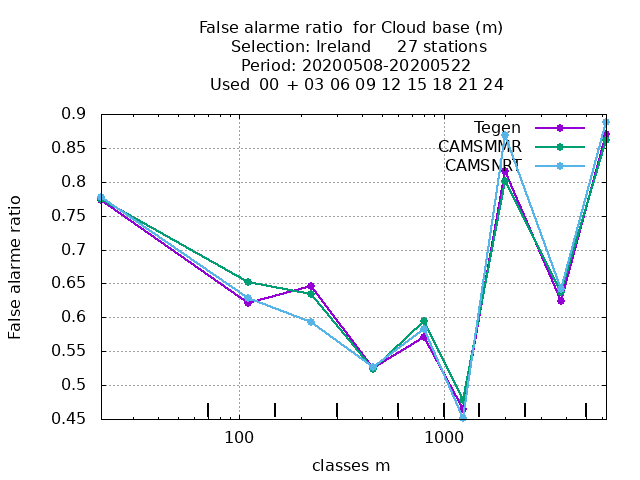 False alarme ratio  for Cloud base (m)
Selection: Ireland     27 stations
Period: 20200508-20200522
Used  00 + 03 06 09 12 15 18 21 24
0.9
0.85
0.8
0.75
0.7
0.65
0.6
0.55
0.5
0.45
False alarme ratio
Tegen
CAMSMMR
CAMSNRT
100
1000
classes m